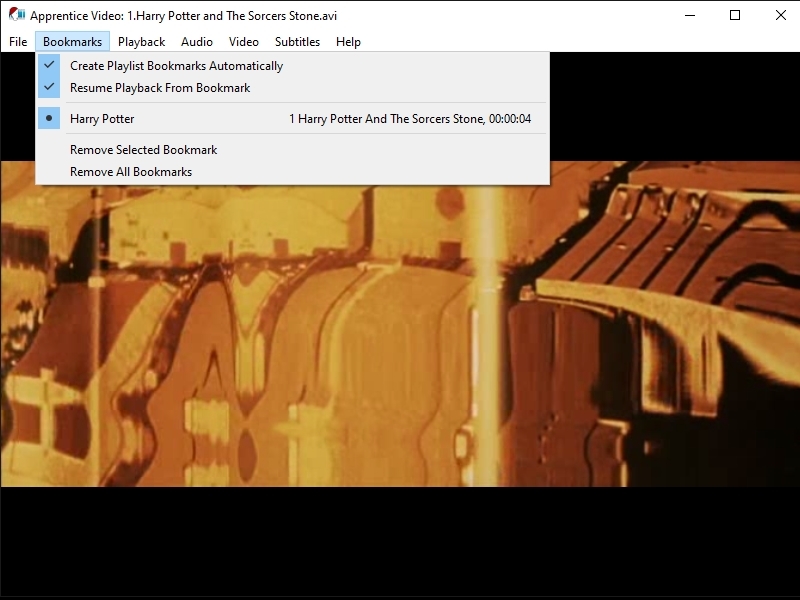 Apprentice Video: 1.Harry Potter and The Sorcers Stone.avi
File Bookmarks Playback Audio Video Subtitles Help
Create Playlist Bookmarks Automatically
Resume Playback From Bookmark
Harry Potter 1 Harry Potter And The Sorcers Stone, 00:00:04
Remove Selected Bookmark
Remove All Bookmarks